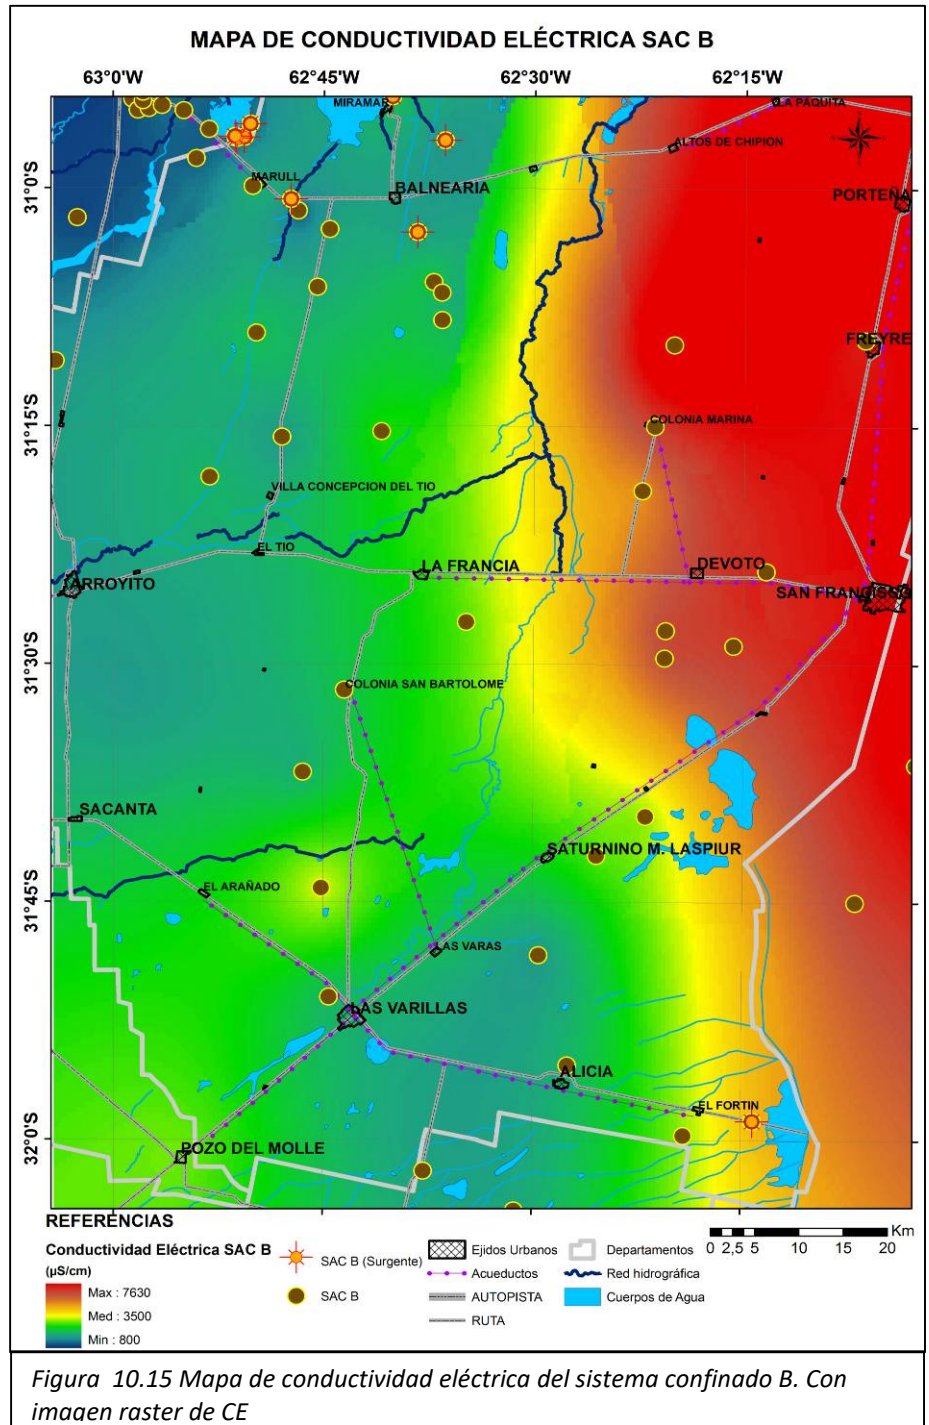 MAPA DE CONDUCTIVIDAD ELÉCTRICA SAC B
63°0'W 62°45'W 62°30'W 62°15'W
MIRAMAR
LA PAQUITA
ALTOS DE CHIPION
MARULL
31°0'S
BALNEARIA
PORTEÑA
FREYRE
31°15'S
COLONIA MARINA
VILLA CONCEPCION DEL TIO
EL TIO
LA FRANCIA
DEVOTO
ARROYITO
SAN FRANCISSO
31°30'S
COLONIA SAN BARTOLOME
SACANTA
SATURNINO M. LASPIUR
EL ARAÑADO
31°45'S
LAS VARAS
LAS VARILLAS
ALICIA
EL FORTIN
32°0'S
POZO DEL MOLLE
REFERENCIAS
Conductividad Eléctrica SAC B
(µS/cm)
Max : 7630
Med : 3500
Min : 800
SAC B (Surgente)
SAC B
Ejidos Urbanos
Acueductos
AUTOPISTA
RUTA
Departamentos
Red hidrográfica
Cuerpos de Agua
Km
0 2,5 5 10 15 20
Figura 10.15 Mapa de conductividad eléctrica del sistema confinado B. Con
imagen raster de CE